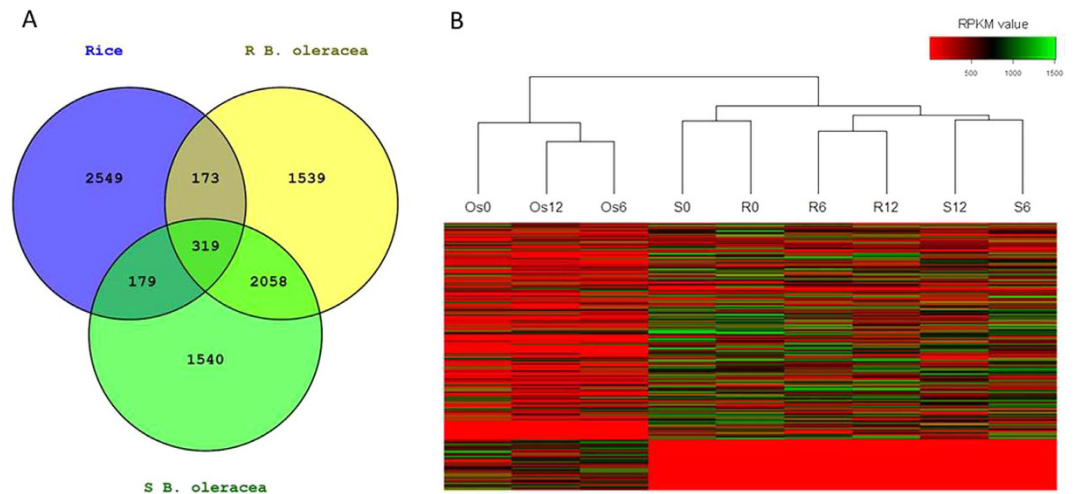 A
Rice
R B. oleracea
2549
173
1539
319
179
2058
1540
S B. oleracea
B
RPKM value
500
1000
1500
Os0
Os12
Os6
S0
R0
R6
R12
S12
S6